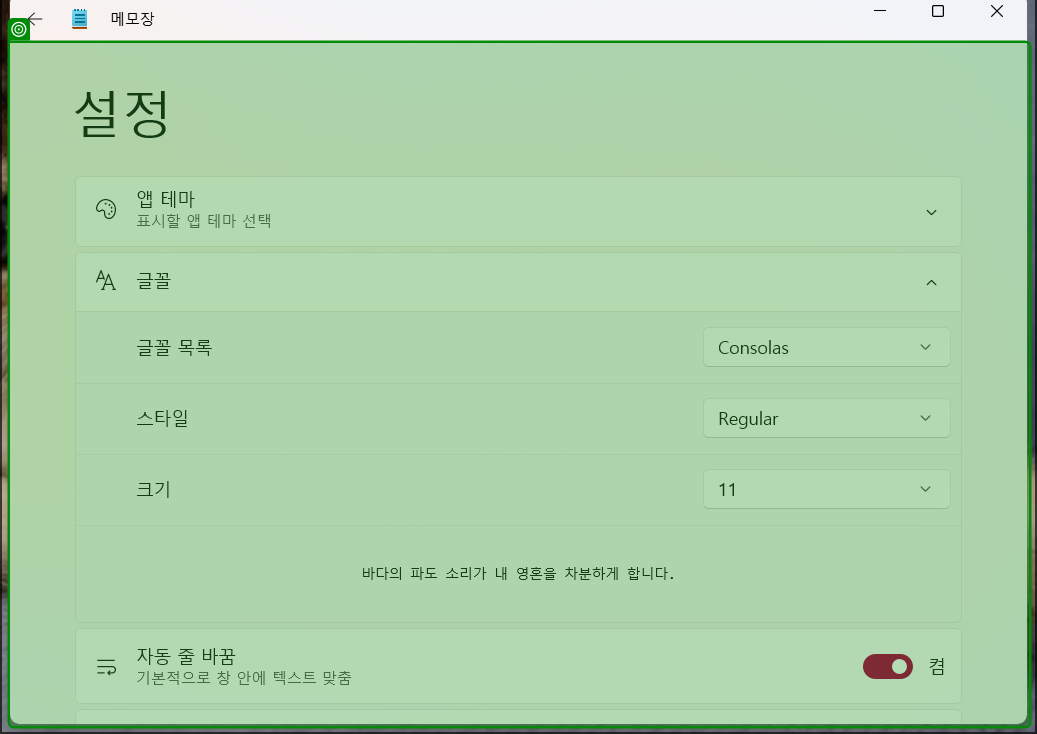 메모장
설정
앱 테마
표시할 앱 테마 선택
글꼴
글꼴 목록
Consolas
스타일
Regular
크기
11
바다의 파도 소리가 내 영혼을 차분하게 합니다.
자동 줄 바꿈
기본적으로 창 안에 텍스트 맞춤
켬